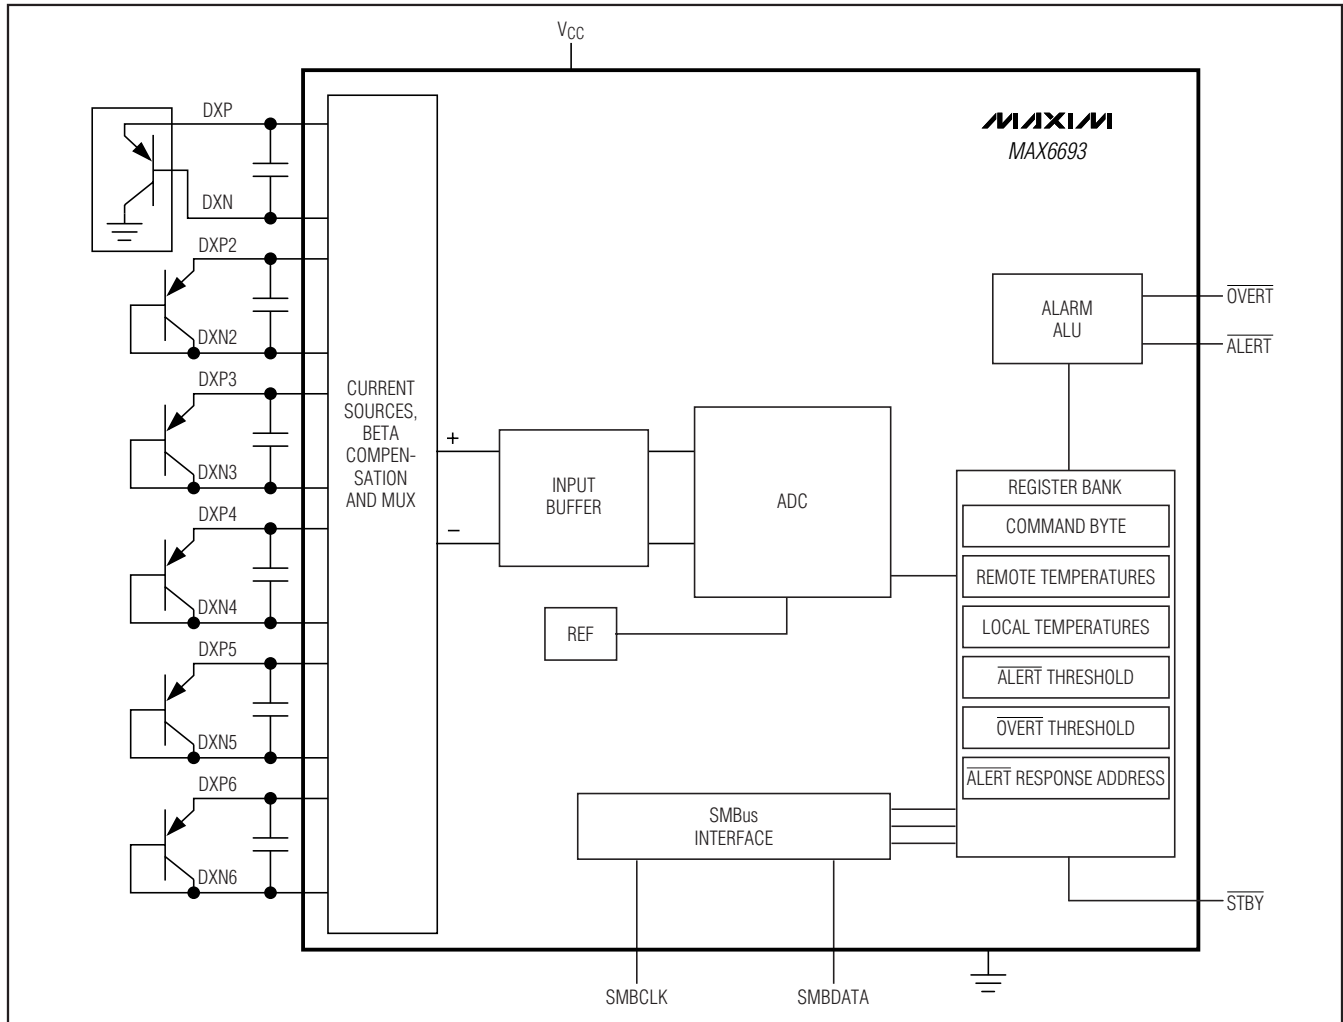 VCC
MAXIM
MAX6693
DXP
DXN
DXP2
DXN2
DXP3
DXN3
DXP4
DXN4
DXP5
DXN5
DXP6
DXN6
CURRENT
SOURCES,
BETA
COMPEN-
SATION
AND MUX
+
−
INPUT
BUFFER
ADC
REF
ALARM
ALU
OVERT
ALERT
REGISTER BANK
COMMAND BYTE
REMOTE TEMPERATURES
LOCAL TEMPERATURES
ALERT THRESHOLD
OVERT THRESHOLD
ALERT RESPONSE ADDRESS
SMBus
INTERFACE
STBY
SMBCLK
SMBDATA